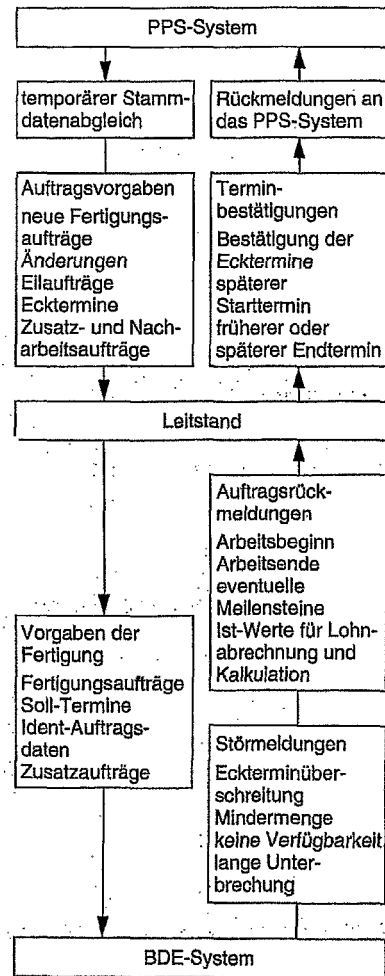 PPS-System
temporärer Stamm-
datenabgleich
Rückmeldungen an
das PPS-System
Auftragsvorgaben
neue Fertigungs-
aufträge
Änderungen
Eilaufträge
Ecktermine
Zusatz- und Nach-
arbeitsaufträge
Termin-
bestätigungen
Bestätigung der
Ecktermine
späterer
Starttermin
früherer oder
späterer Endtermin
Leitstand
Vorgaben der
Fertigung
Fertigungsaufträge
Soll-Termine
Ident-Auftrags-
daten
Zusatzaufträge
Auftragsrück-
meldungen
Arbeitsbeginn
Arbeitsende
eventuelle
Meilensteine
Ist-Werte für Lohn-
abrechnung und
Kalkulation
Störmeldungen
Eckterminüber-
schreitung
Mindermenge
keine Verfügbarkeit
lange Unter-
brechung
BDE-System